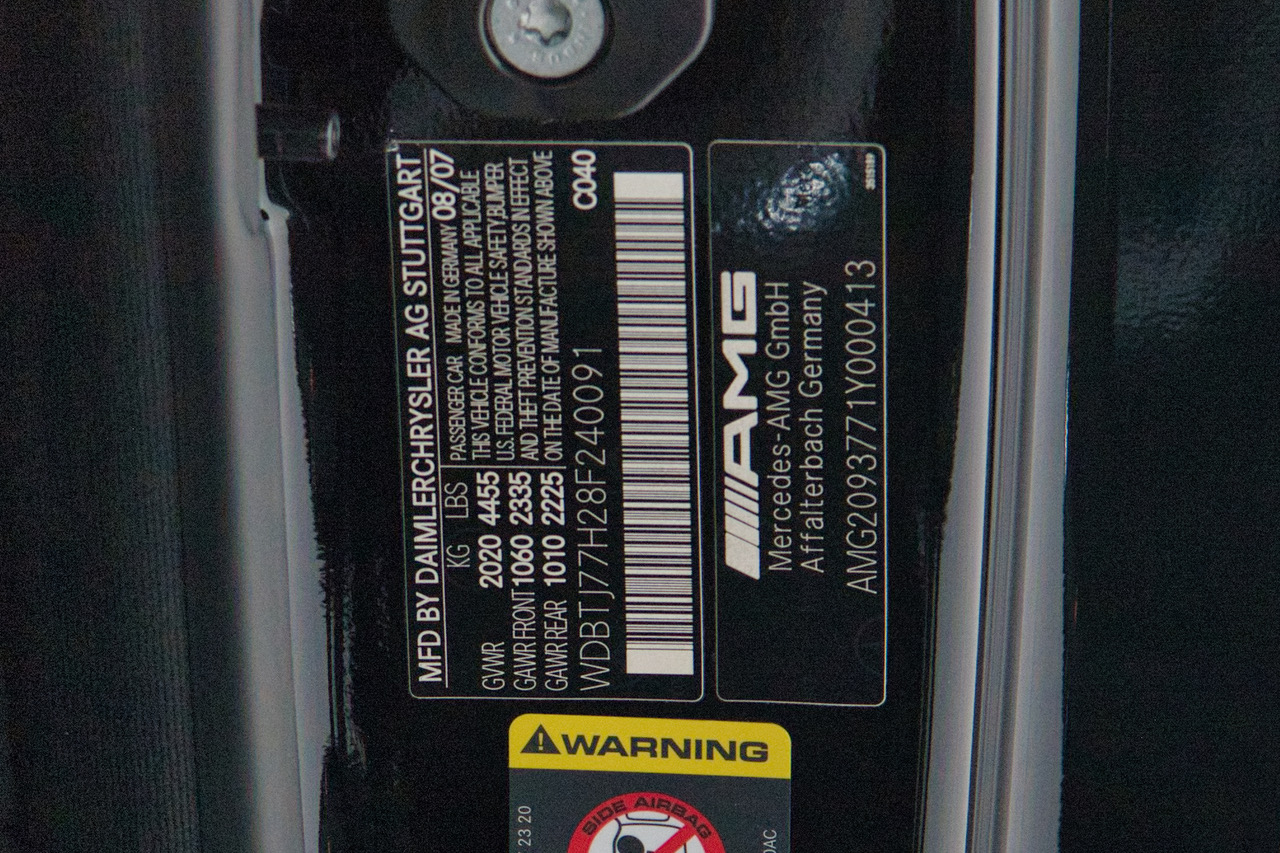 MFD BY DAIMLERCHRYSLER AG STUTTGART
KG LBS PASSENGER CAR MADE IN GERMANY 08/07
GVWR 2020 4455 THIS VEHICLE CONFORMS TO ALL APPLICABLE
GAWR FRONT 1060 2335 U.S. FEDERAL MOTOR VEHICLE SAFETY,BUMPER
GAWR REAR 1010 2225 AND THEFT PREVENTION STANDARDS IN EFFECT
ON THE DATE OF MANUFACTURE SHOWN ABOVE
WDBTJ77H28F240091 C040
AMG
Mercedes-AMG GmbH
Affalterbach Germany
AMG2093771Y000413
WARNING
SIDE AIRBAG
23 20